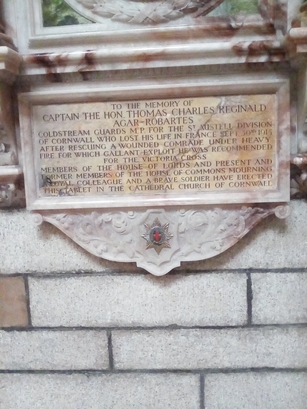 TO THE MEMORY OF
CAPTAIN THE HON. THOMAS CHARLES REGINALD
AGAR-ROBARTES
COLDSTREAM GUARDS M.P. FOR THE ST AUSTELL DIVISION
OF CORNWALL WHO LOST HIS LIFE IN FRANCE SEPT 30TH 1915
AFTER RESCUING A WOUNDED COMRADE UNDER HEAVY
FIRE FOR WHICH GALLANT EXPLOIT HE WAS RECOMMENDED
FOR THE VICTORIA CROSS
MEMBERS OF THE HOUSE OF LORDS AND PRESENT AND
FORMER MEMBERS OF THE HOUSE OF COMMONS MOURNING
A LOYAL COLLEAGUE AND A BRAVE SOLDIER HAVE ERECTED
THIS TABLET IN THE CATHEDRAL CHURCH OF CORNWALL